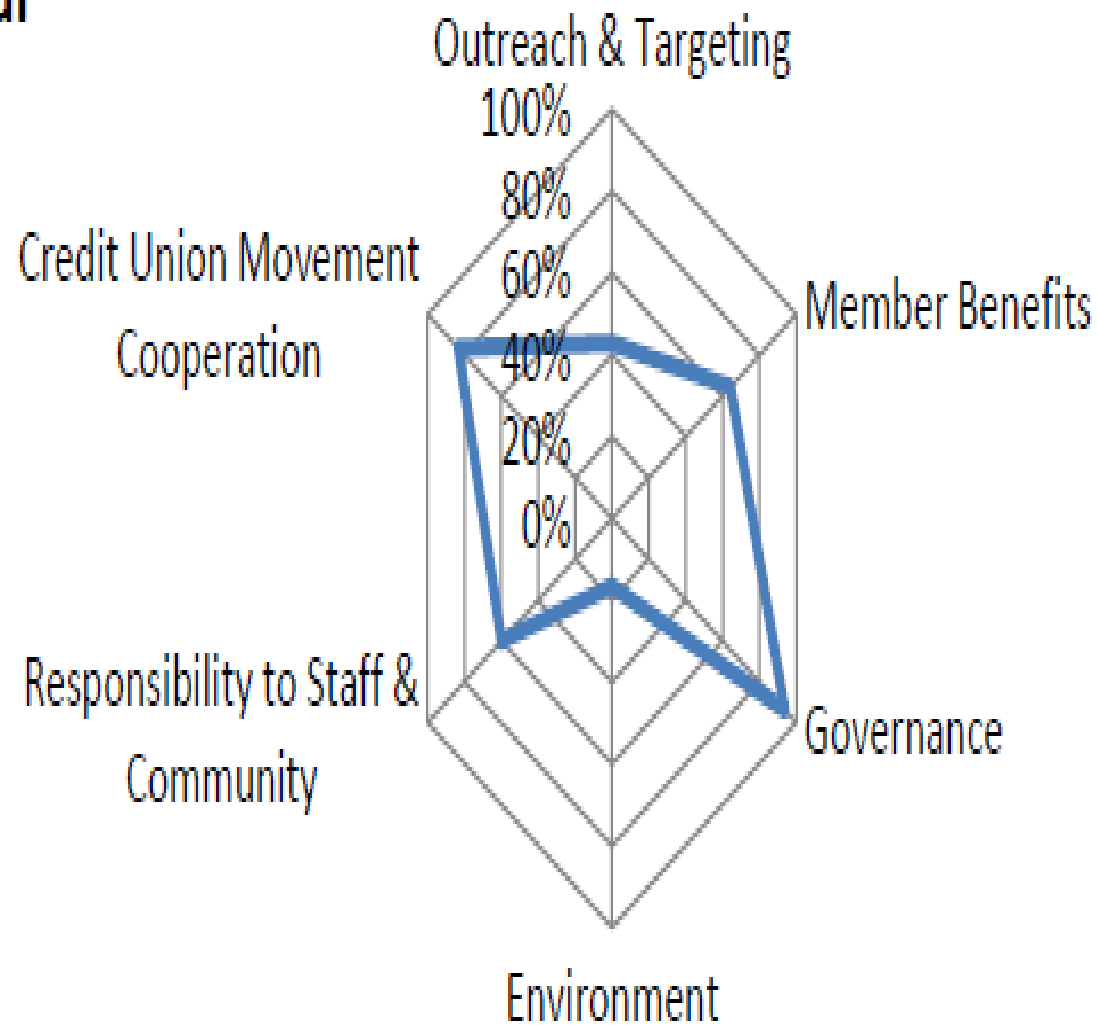 Outreach & Targeting
100%
80%
60%
40%
20%
0%
Member Benefits
Governance
Environment
Responsibility to Staff &
Community
Credit Union Movement
Cooperation